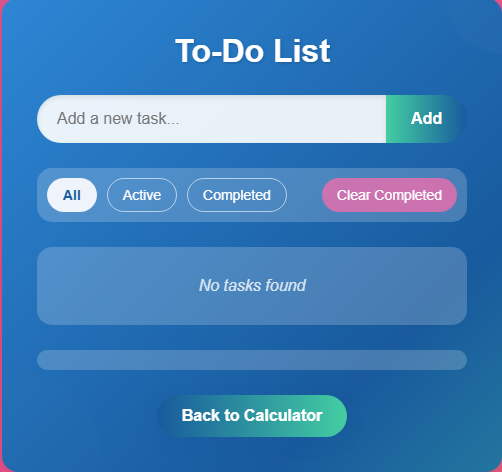 To-Do List
Add a new task...
Add
All
Active
Completed
Clear Completed
No tasks found
Back to Calculator